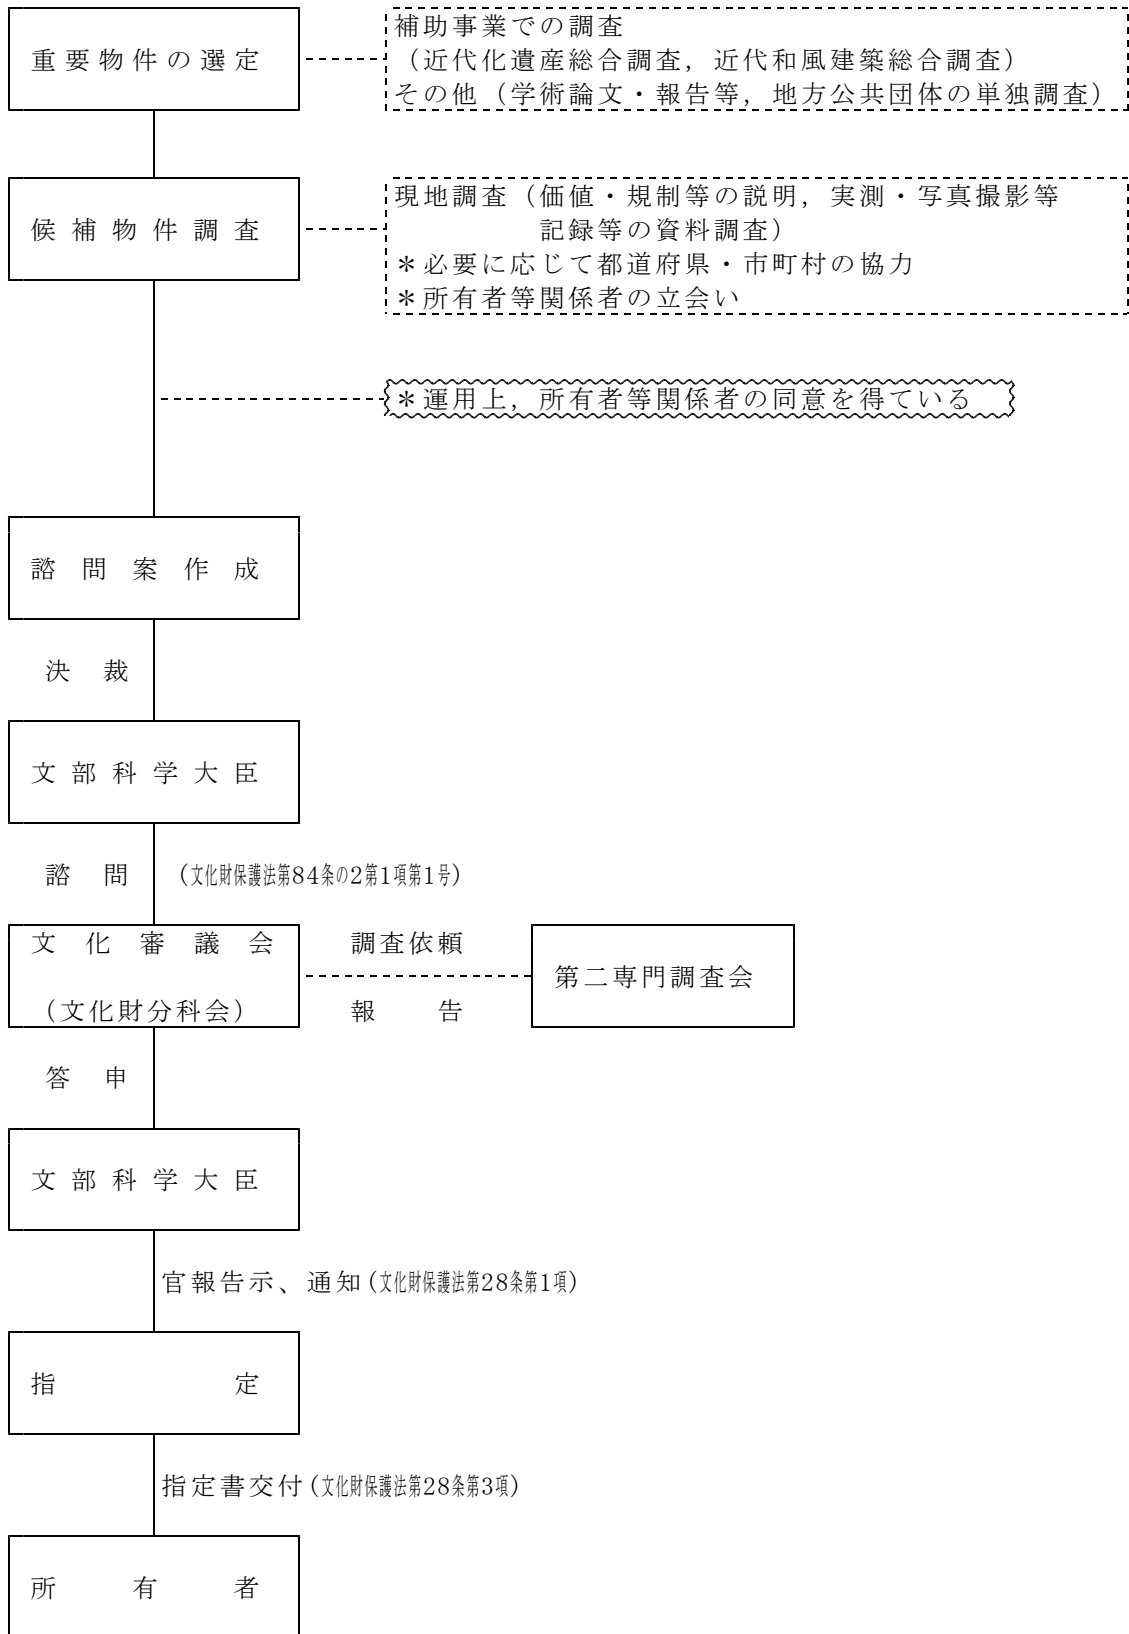 重要物件の選定
補助事業での調査
（近代化遺産総合調査，近代和風建築総合調査）
その他（学術論文・報告等，地方公共団体の単独調査）
候補物件調査
現地調査（価値・規制等の説明，実測・写真撮影等
記録等の資料調査）
＊必要に応じて都道府県・市町村の協力
＊所有者等関係者の立会い
＊運用上，所有者等関係者の同意を得ている
諮問案作成
決裁
文部科学大臣
諮問 (文化財保護法第84条の2第1項第1号)
文化審議会
（文化財分科会）
調査依頼
報告
第二専門調査会
答申
文部科学大臣
官報告示、通知(文化財保護法第28条第1項)
指定
指定書交付(文化財保護法第28条第3項)
所有者